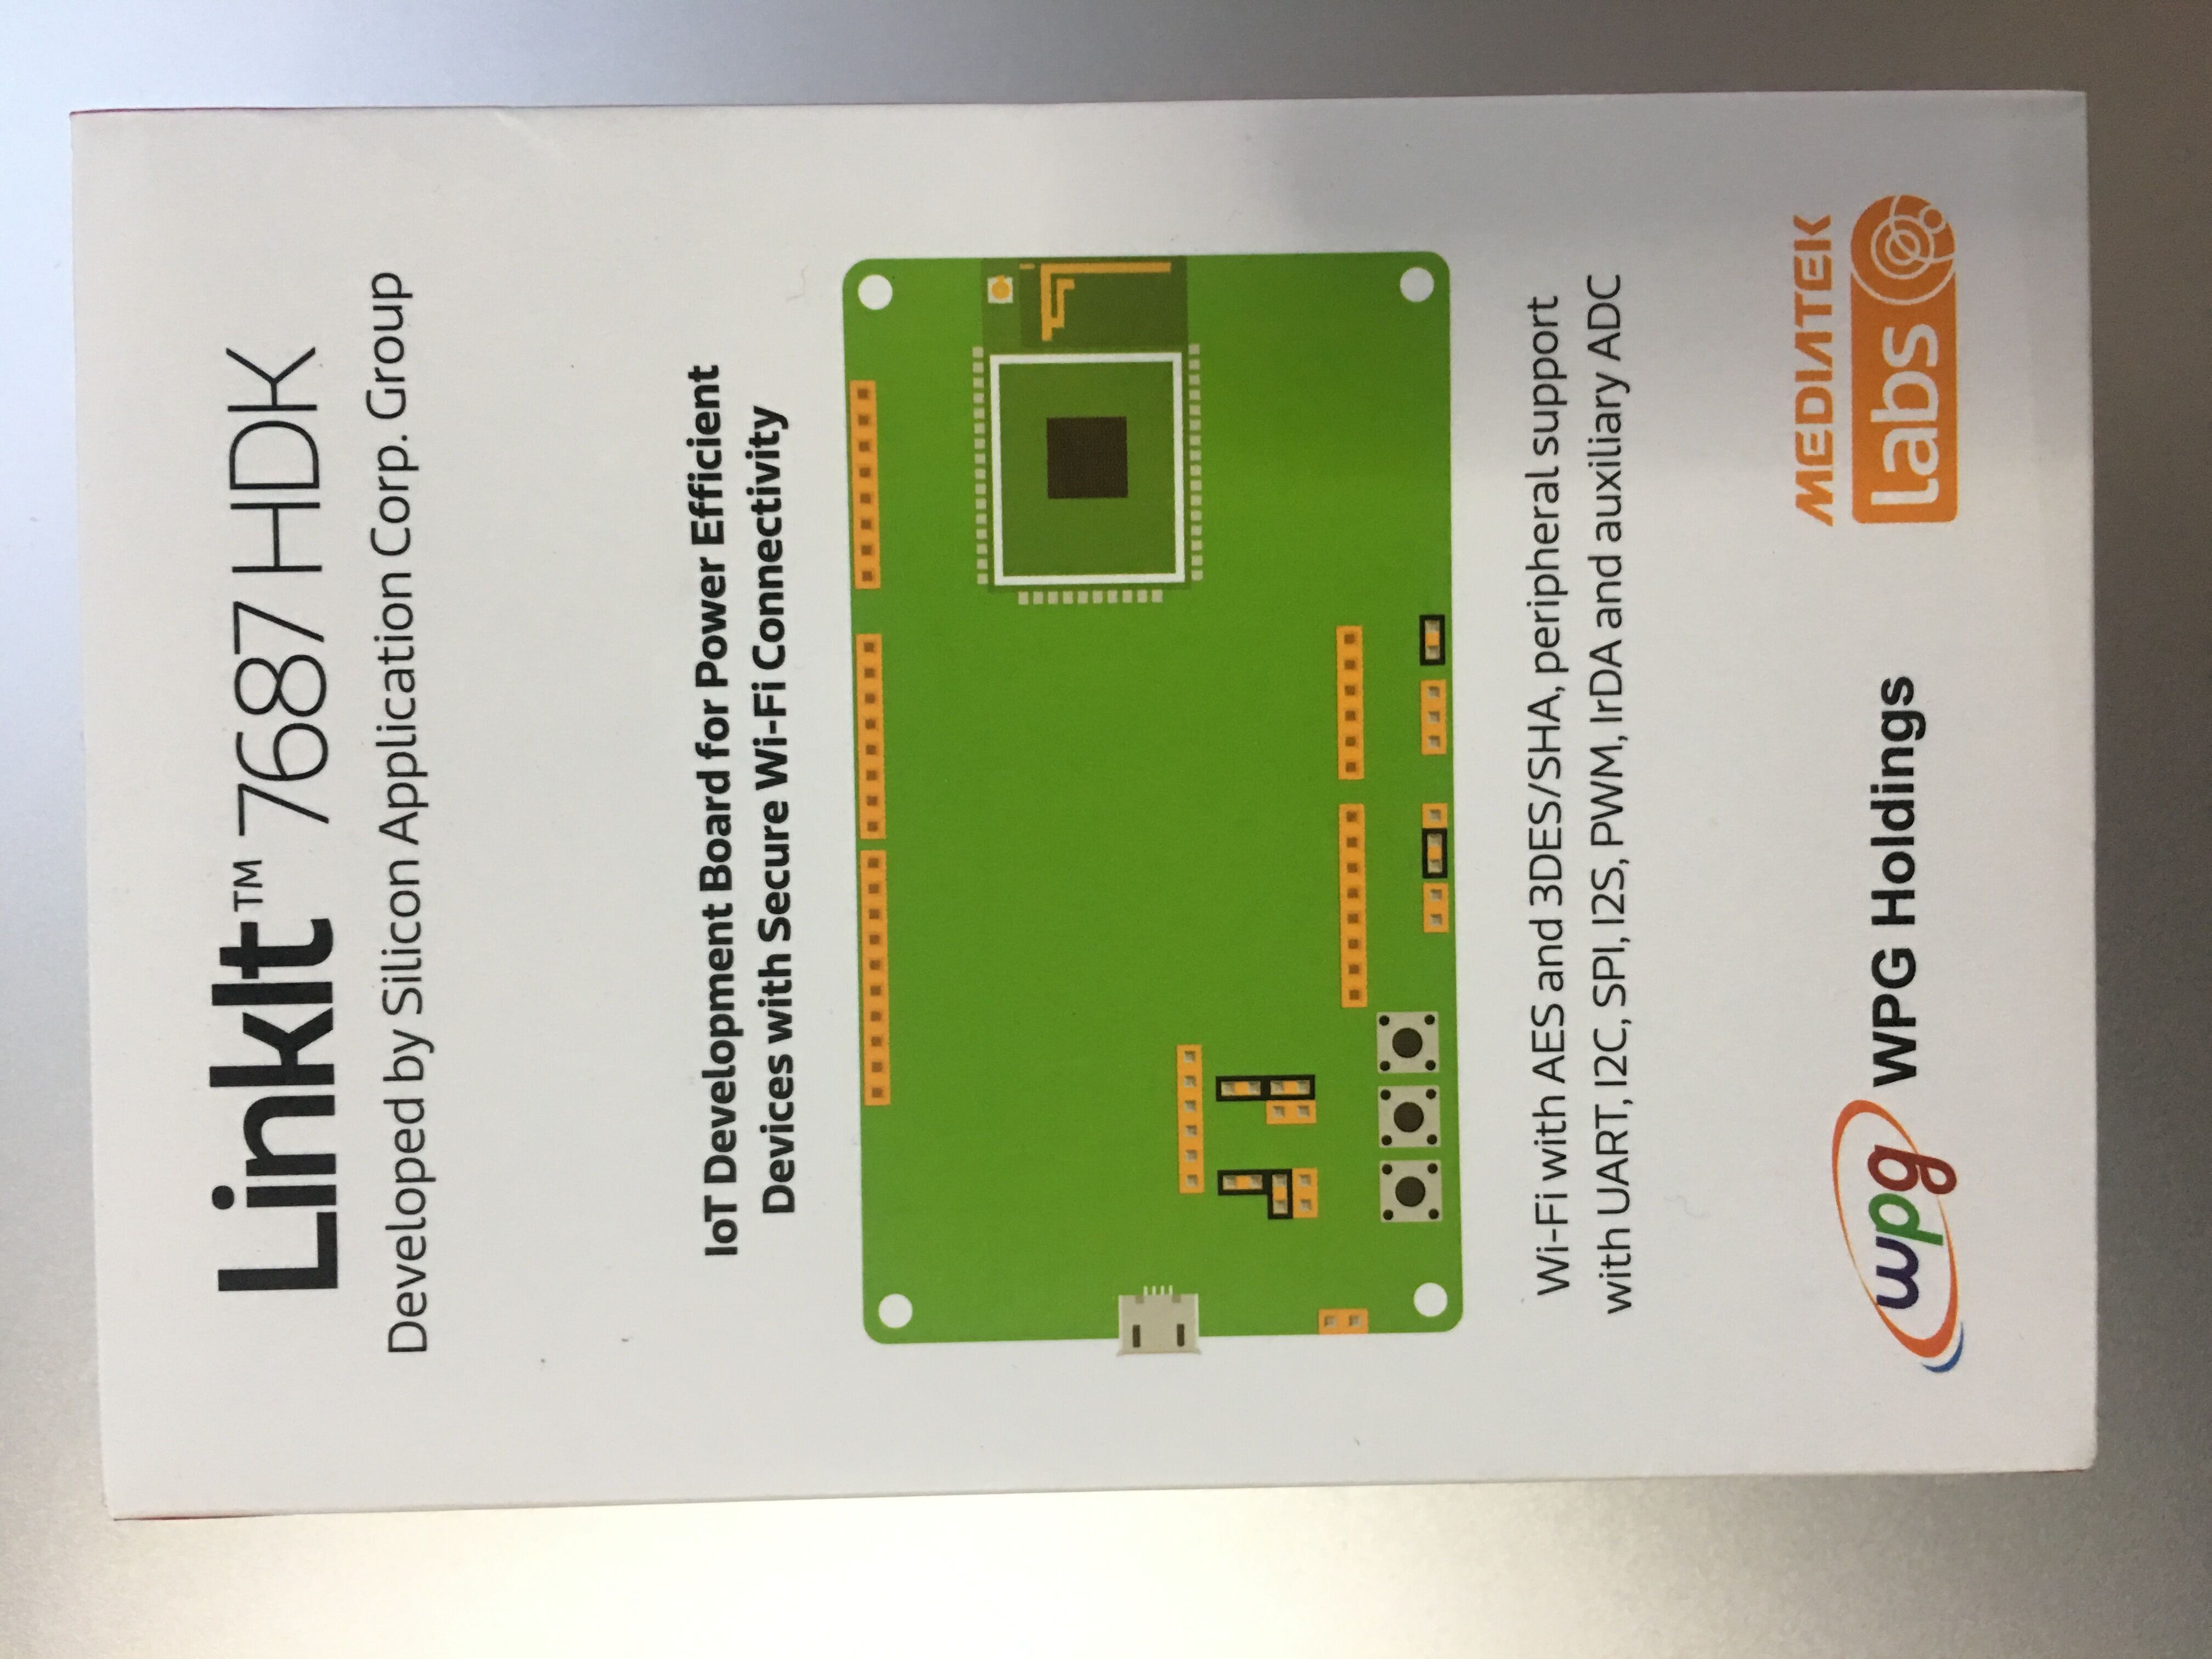 LinkIt™ 7687 HDK
Developed by Silicon Application Corp. Group
IoT Development Board for Power Efficient
Devices with Secure Wi-Fi Connectivity
Wi-Fi with AES and 3DES/SHA, peripheral support
with UART, I2C, SPI, I2S, PWM, IrDA and auxiliary ADC
wpg WPG Holdings
MEDIATEK
labs